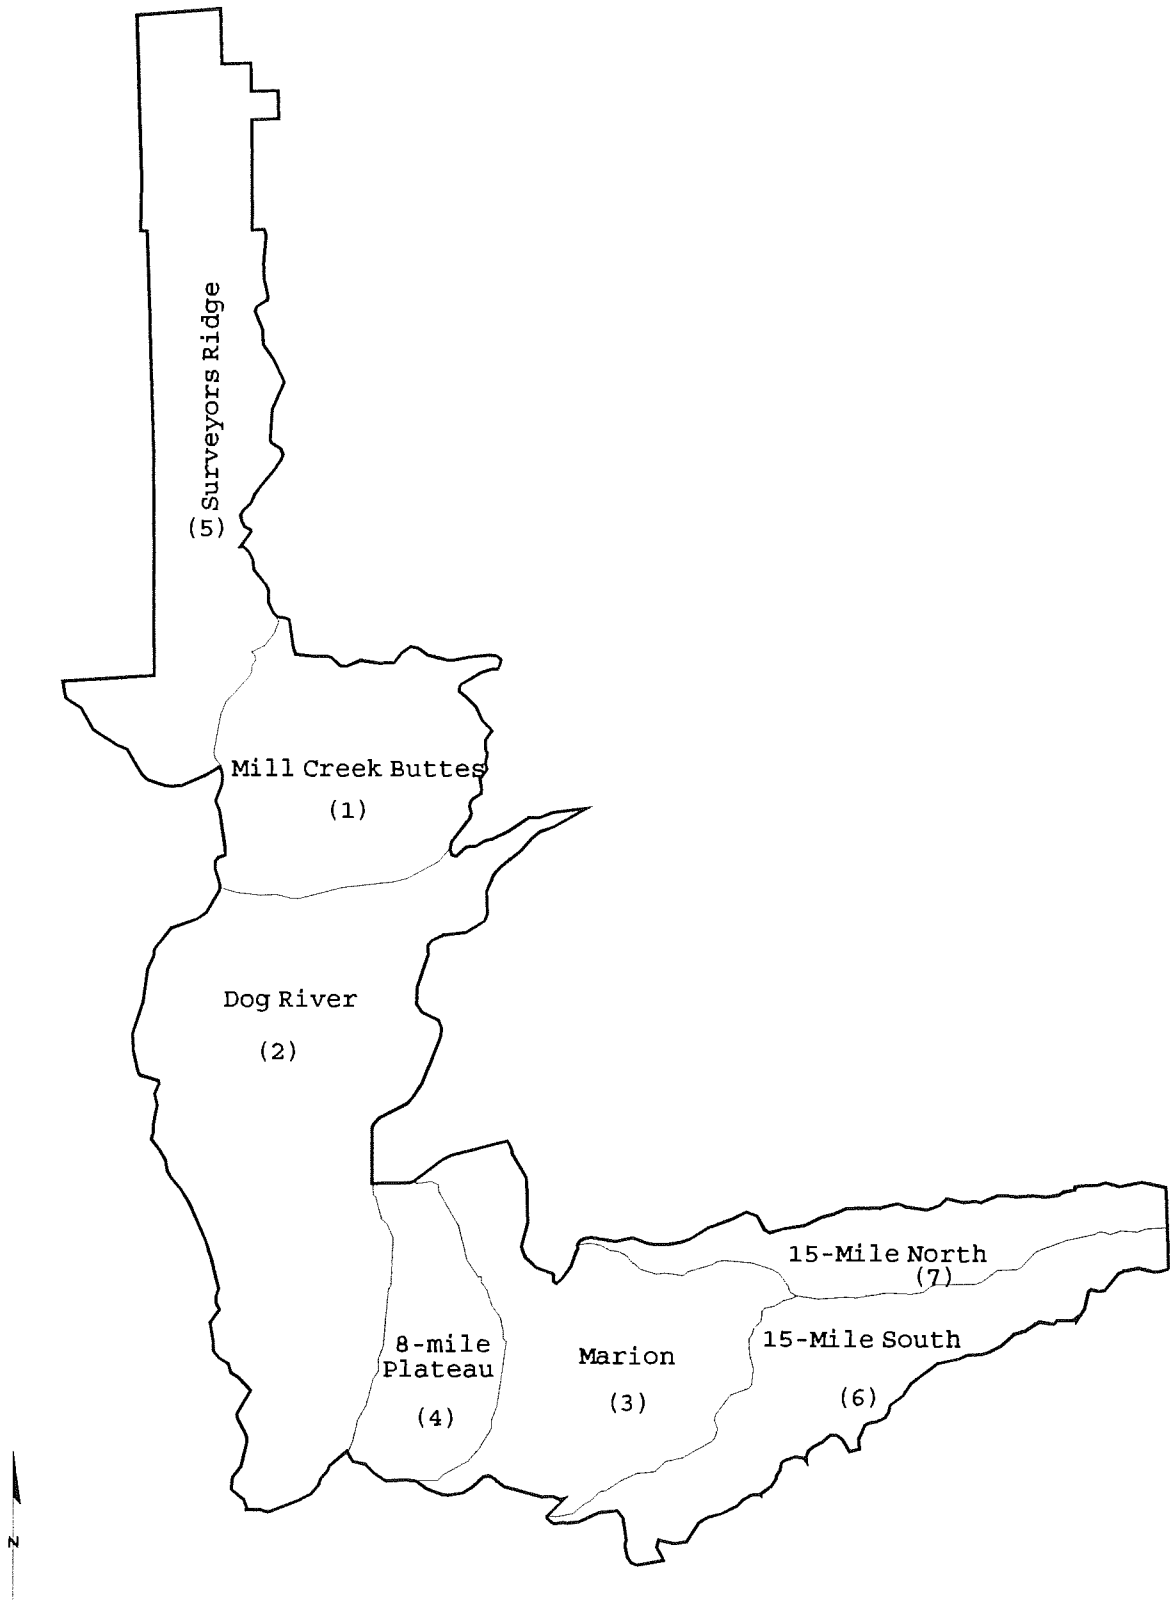 Surveyors Ridge
(5)
Mill Creek Buttes
(1)
Dog River
(2)
15-Mile North
(7)
8-mile
Plateau
(4)
Marion
(3)
15-Mile South
(6)
N